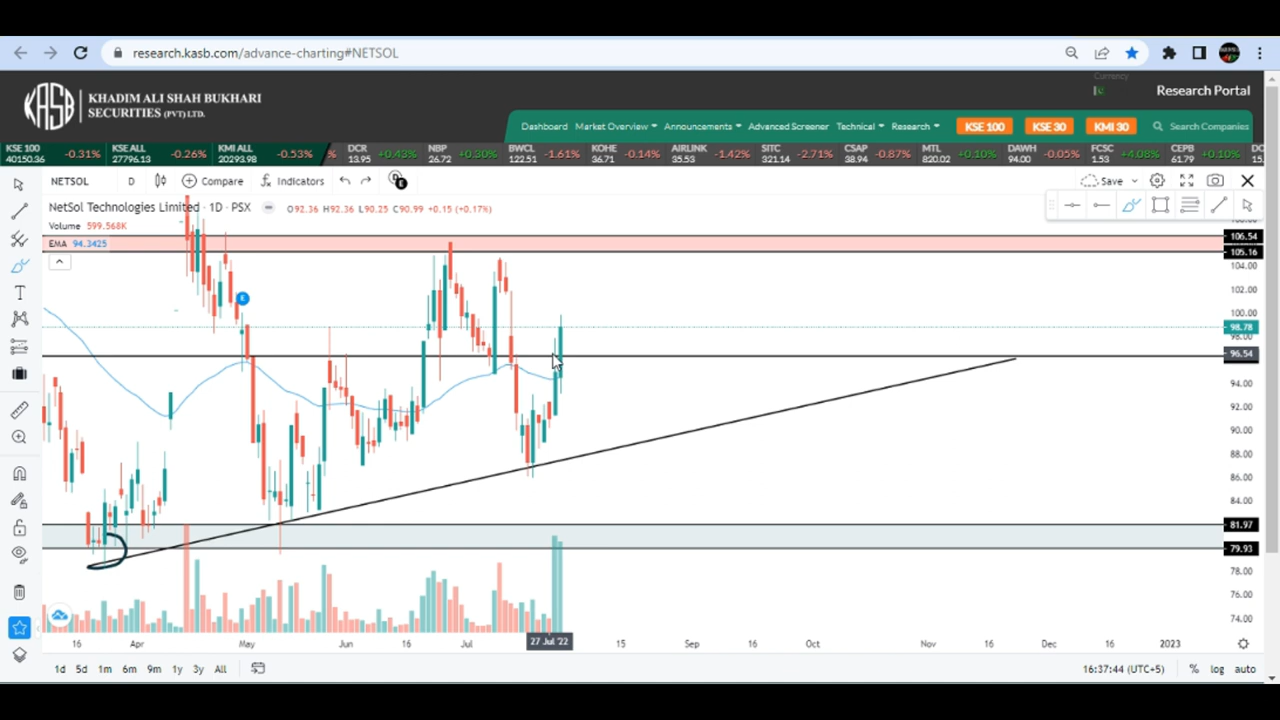 research.kasb.com/advance-charting#NETSOL
Currency
KASB KHADIM ALI SHAH BUKHARI
SECURITIES (PVT) LTD.
Research Portal
Dashboard Market Overview Announcements Advanced Screener Technical Research KSE 100 KSE 30 KMI 30 Search Companies
KSE 100 KSE ALL KMI ALL DCR NBP BWCL KOHE AIRLINK SITC CSAP MTL DAWH FCSC CEPB DO
40150.36 -0.31% 27796.13 -0.26% 20293.98 -0.53% 13.95 +0.43% 26.72 +0.30% 122.51 -1.61% 36.71 -0.14% 35.53 -1.42% 321.14 -2.71% 38.94 -0.87% 820.02 +0.10% 94.00 -0.05% 1.53 +4.08% 61.79 +0.10% 15.
NETSOL D Compare Indicators Save
NetSol Technologies Limited · 1D · PSX O92.36 H92.36 L90.25 C90.99 +0.15 (+0.17%)
Volume 599.568K
EMA 94.3425
106.54
105.16
104.00
102.00
100.00
98.78
98.00
96.54
94.00
92.00
90.00
88.00
86.00
84.00
81.97
79.93
78.00
76.00
74.00
16 Apr May Jun 16 Jul 27 Jul '22 15 Sep 16 Oct Nov 16 Dec 16 2023
1d 5d 1m 6m 9m 1y 3y All 16:37:44 (UTC+5) % log auto